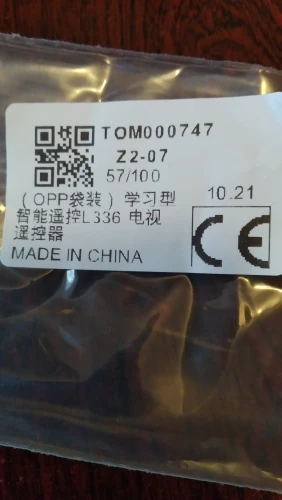 TOM000747
Z2-07
57/100
（OPP袋装）学习型
智能遥控L336 电视
遥控器
MADE IN CHINA
10.21
CE